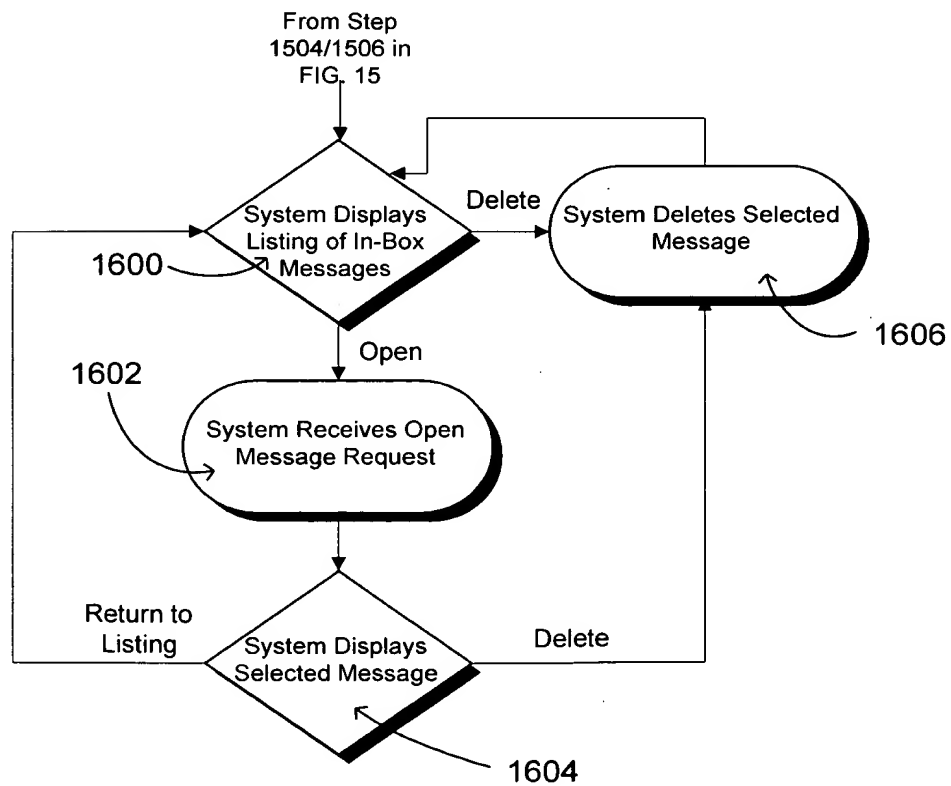 From Step
1504/1506 in
FIG. 15
System Displays
Listing of In-Box
Messages
1600
Delete
System Deletes Selected
Message
1606
Open
1602
System Receives Open
Message Request
Return to
Listing
System Displays
Selected Message
Delete
1604